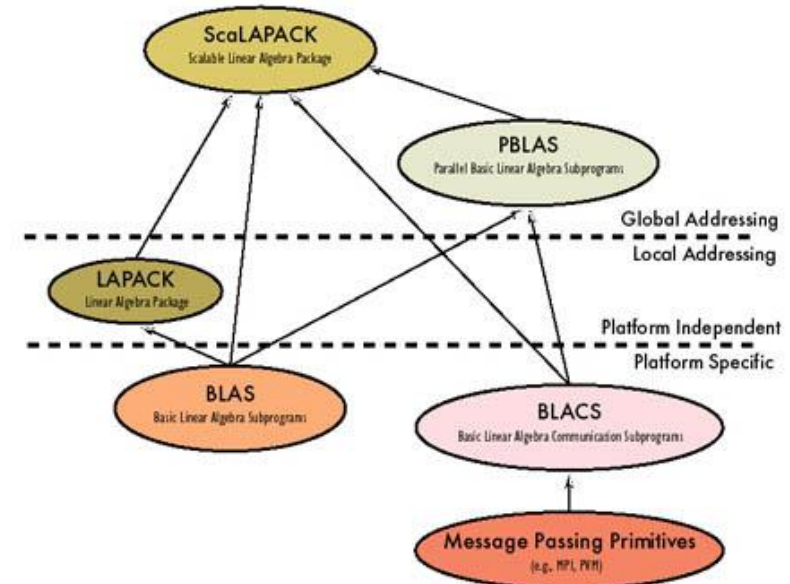 ScaLAPACK
Scalable Linear Algebra Package
PBLAS
Parallel Basic Linear Algebra Subprograms
Global Addressing
Local Addressing
LAPACK
Linear Algebra Package
Platform Independent
Platform Specific
BLAS
Basic Linear Algebra Subprograms
BLACS
Basic Linear Algebra Communication Subprograms
Message Passing Primitives
(e.g., MPI, PVM)